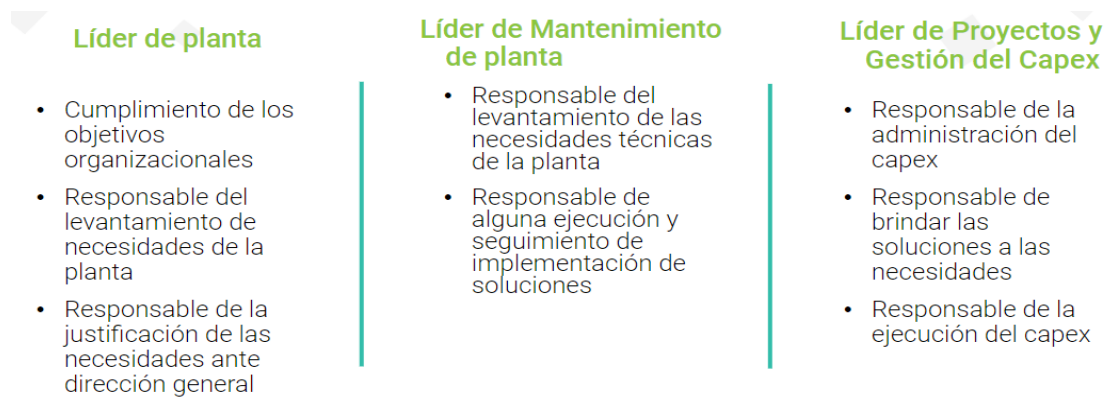 Líder de planta
• Cumplimiento de los
objetivos
organizacionales
• Responsable del
levantamiento de
necesidades de la
planta
• Responsable de la
justificación de las
necesidades ante
dirección general
Líder de Mantenimiento
de planta
• Responsable del
levantamiento de las
necesidades técnicas
de la planta
• Responsable de
alguna ejecución y
seguimiento de
implementación de
soluciones
Líder de Proyectos y
Gestión del Capex
• Responsable de la
administración del
capex
• Responsable de
brindar las
soluciones a las
necesidades
• Responsable de la
ejecución del capex